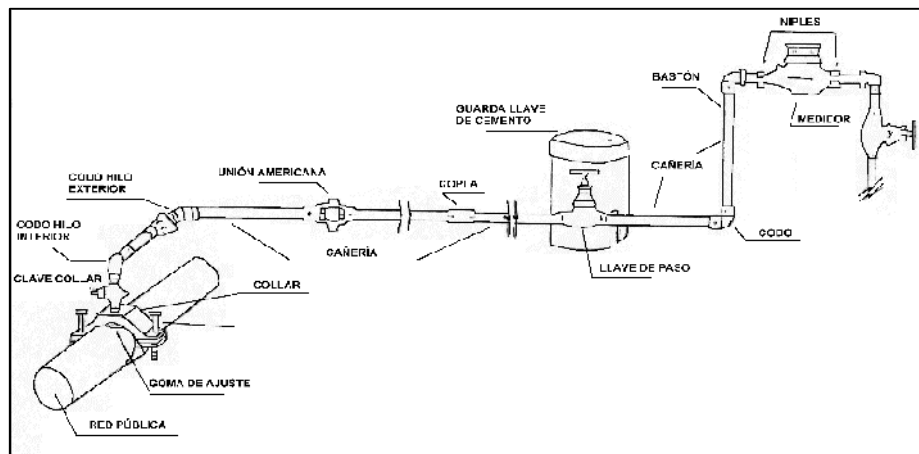 NIPLES
BASTÓN
MEDIDOR
GUARDA LLAVE
DE CEMENTO
CAÑERÍA
CODO HILO
EXTERIOR
UNIÓN AMERICANA
COPLA
CODO HILO
INTERIOR
CAÑERÍA
CODO
LLAVE DE PASO
CLAVE COLLAR
COLLAR
GOMA DE AJUSTE
RED PÚBLICA